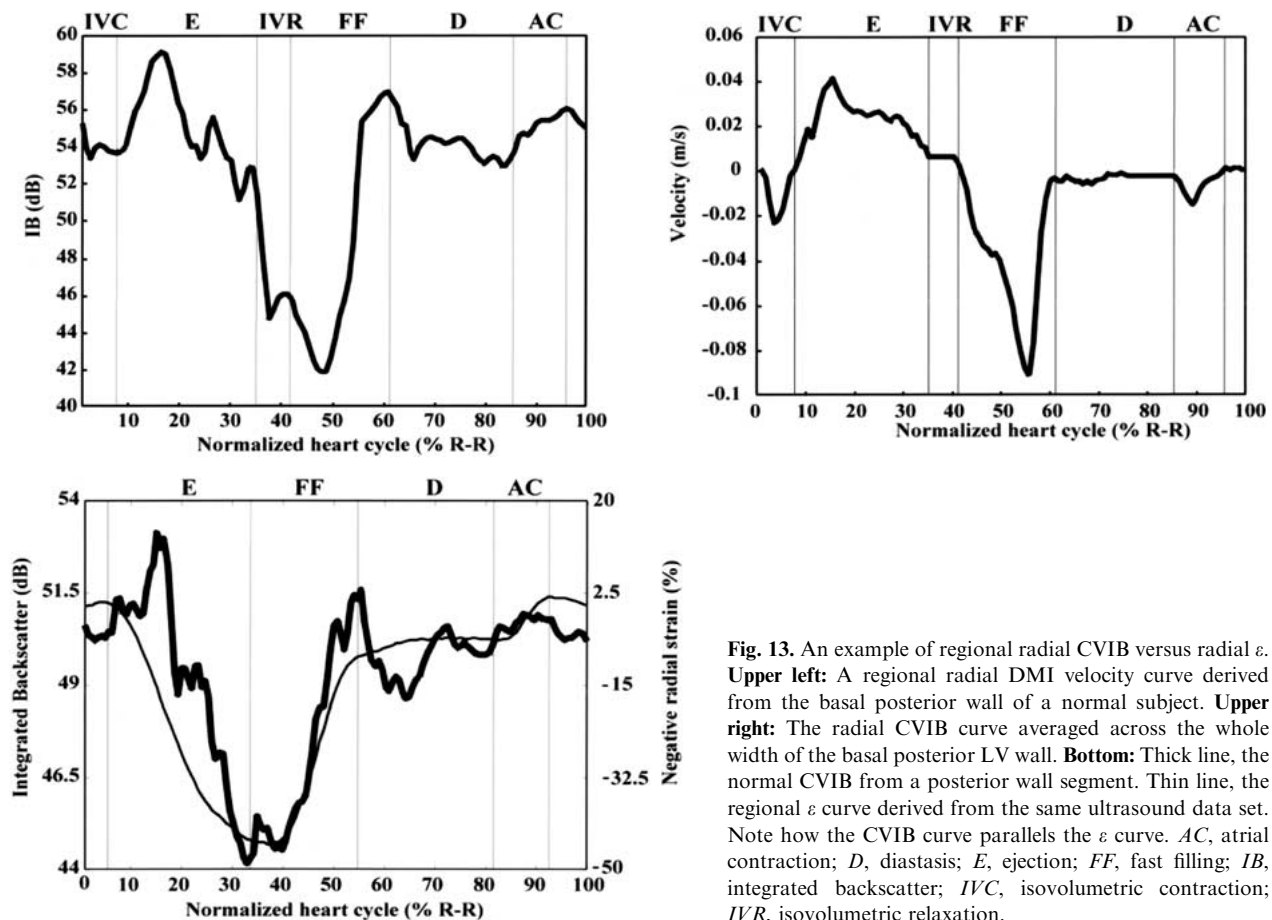 IVC E IVR FF D AC
60
58
56
54
52
50
48
46
44
42
40
IB (dB)
10 20 30 40 50 60 70 80 90 100
Normalized heart cycle (% R-R)
IVC E IVR FF D AC
0.06
0.04
0.02
0
-0.02
-0.04
-0.06
-0.08
-0.1
Velocity (m/s)
0 10 20 30 40 50 60 70 80 90 100
Normalized heart cycle (% R-R)
E FF D AC
54
51.5
49
46.5
44
Integrated Backscatter (dB)
20
2.5
-15
-32.5
-50
Negative radial strain (%)
0 10 20 30 40 50 60 70 80 90 100
Normalized heart cycle (% R-R)
Fig. 13. An example of regional radial CVIB versus radial ε.
Upper left: A regional radial DMI velocity curve derived
from the basal posterior wall of a normal subject. Upper
right: The radial CVIB curve averaged across the whole
width of the basal posterior LV wall. Bottom: Thick line, the
normal CVIB from a posterior wall segment. Thin line, the
regional ε curve derived from the same ultrasound data set.
Note how the CVIB curve parallels the ε curve. AC, atrial
contraction; D, diastasis; E, ejection; FF, fast filling; IB,
integrated backscatter; IVC, isovolumetric contraction;
IVR, isovolumetric relaxation.